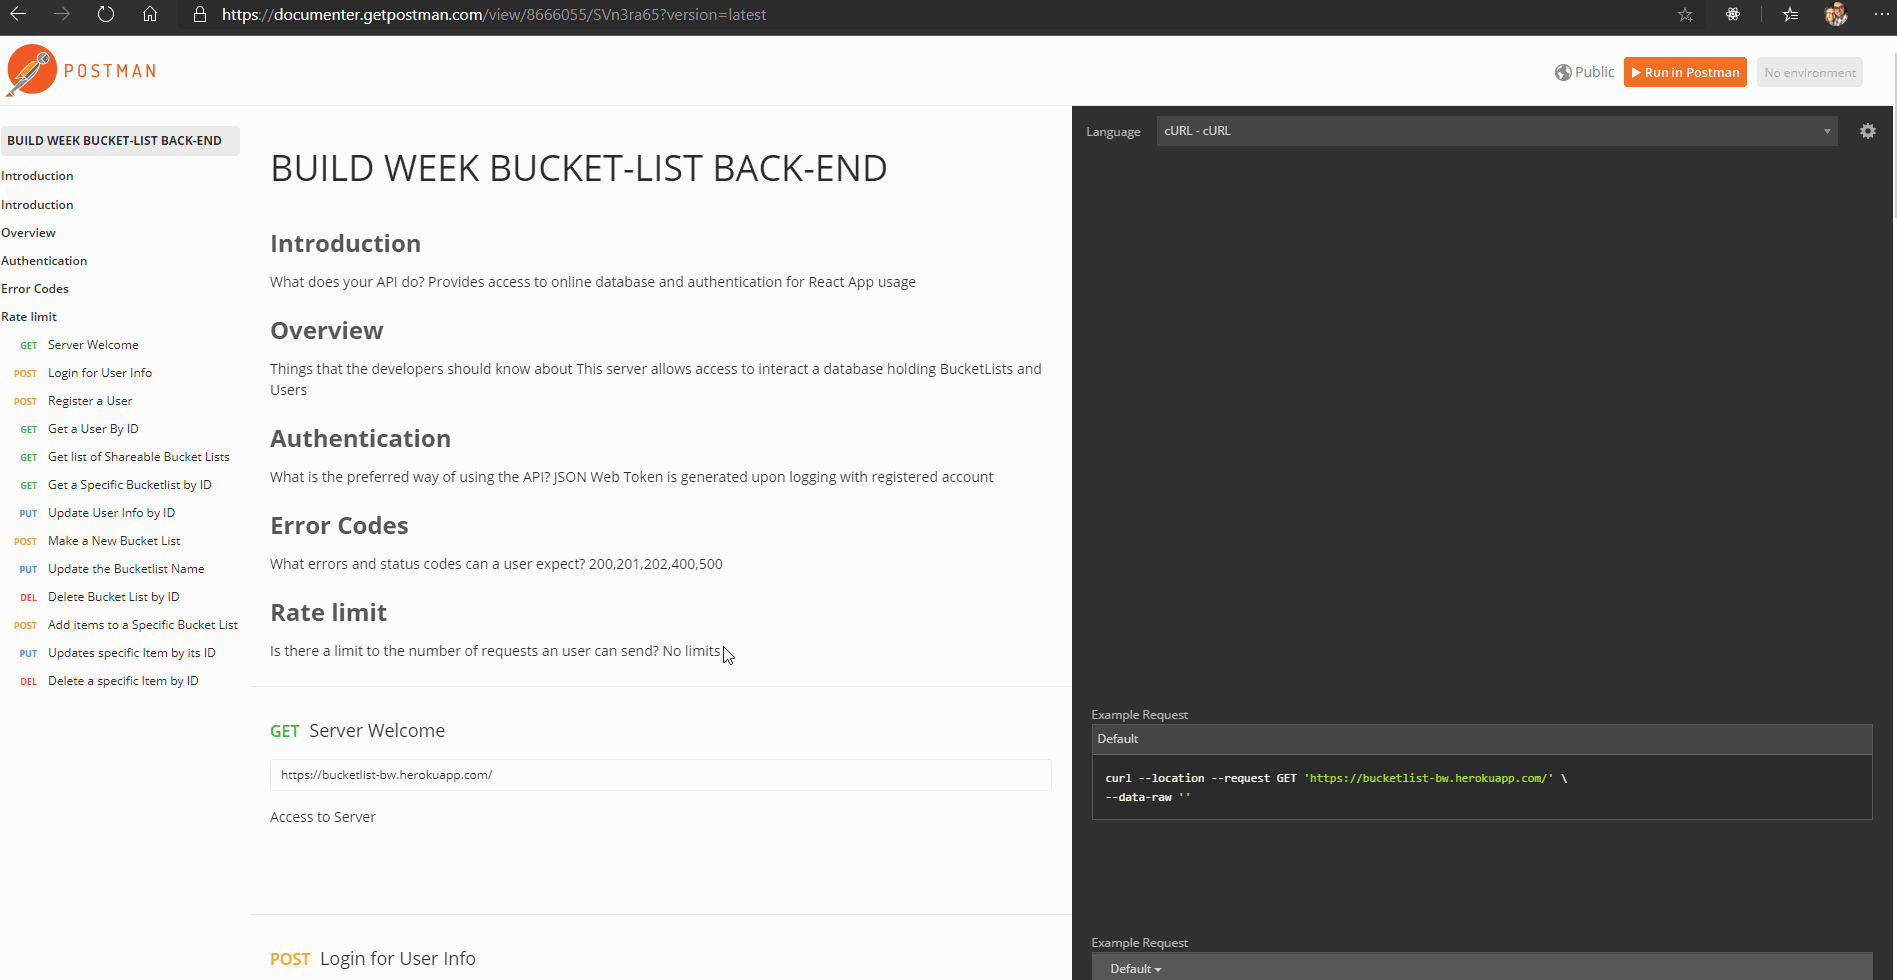 https://documenter.getpostman.com/view/8666055/SVn3ra65?version=latest
POSTMAN
Public
Run in Postman
No environment
BUILD WEEK BUCKET-LIST BACK-END
Introduction
Introduction
Overview
Authentication
Error Codes
Rate limit
GET Server Welcome
POST Login for User Info
POST Register a User
GET Get a User By ID
GET Get list of Shareable Bucket Lists
GET Get a Specific Bucketlist by ID
PUT Update User Info by ID
POST Make a New Bucket List
PUT Update the Bucketlist Name
DEL Delete Bucket List by ID
POST Add items to a Specific Bucket List
PUT Updates specific Item by its ID
DEL Delete a specific Item by ID
BUILD WEEK BUCKET-LIST BACK-END
Introduction
What does your API do? Provides access to online database and authentication for React App usage
Overview
Things that the developers should know about This server allows access to interact a database holding BucketLists and
Users
Authentication
What is the preferred way of using the API? JSON Web Token is generated upon logging with registered account
Error Codes
What errors and status codes can a user expect? 200,201,202,400,500
Rate limit
Is there a limit to the number of requests an user can send? No limits
GET Server Welcome
https://bucketlist-bw.herokuapp.com/
Access to Server
POST Login for User Info
Language
cURL - cURL
Example Request
Default
curl --location --request GET 'https://bucketlist-bw.herokuapp.com/' \
--data-raw ''
Example Request
Default